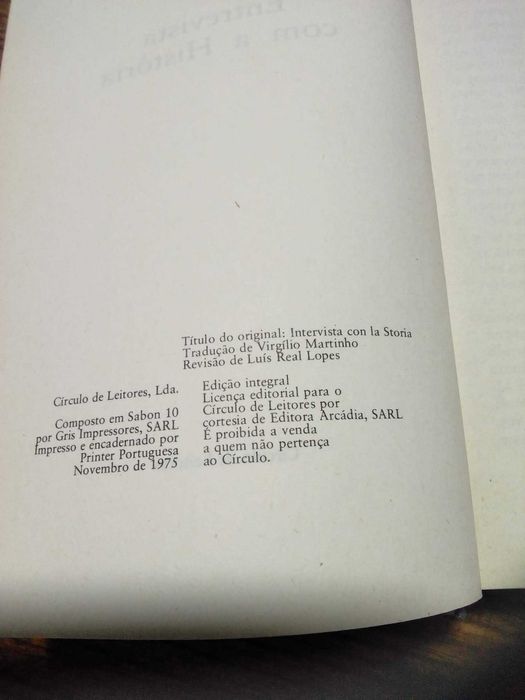 Entrevista
com a História
Título do original: Intervista con la Storia
Tradução de Virgílio Martinho
Revisão de Luís Real Lopes
Círculo de Leitores, Lda.
Composto em Sabon 10
por Gris Impressores, SARL
Impresso e encadernado por
Printer Portuguesa
Novembro de 1975
Edição integral
Licença editorial para o
Círculo de Leitores por
cortesia de Editora Arcádia, SARL
É proibida a venda
a quem não pertença
ao Círculo.